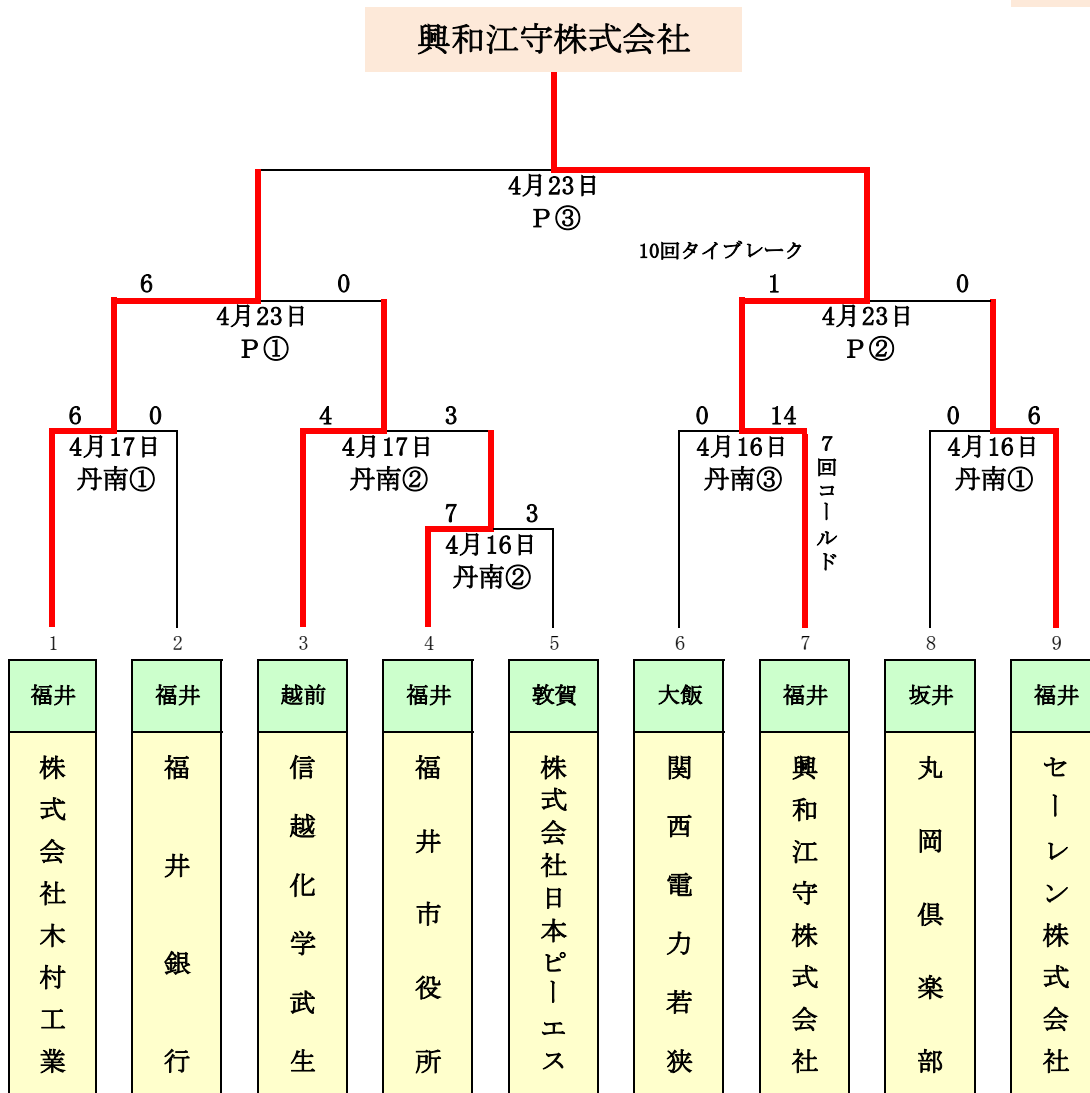 興和江守株式会社
4月23日
P③
10回タイブレーク
6 0
4月23日
P①
1 0
4月23日
P②
6 0
4月17日
丹南①
4 3
4月17日
丹南②
0 14
4月16日
丹南③
7回コールド
0 6
4月16日
丹南①
7 3
4月16日
丹南②
1 2 3 4 5 6 7 8 9
福井 福井 越前 福井 敦賀 大飯 福井 坂井 福井
株式会社木村工業
福井銀行
信越化学武生
福井市役所
株式会社日本ピーエス
関西電力若狭
興和江守株式会社
丸岡倶楽部
セーレン株式会社